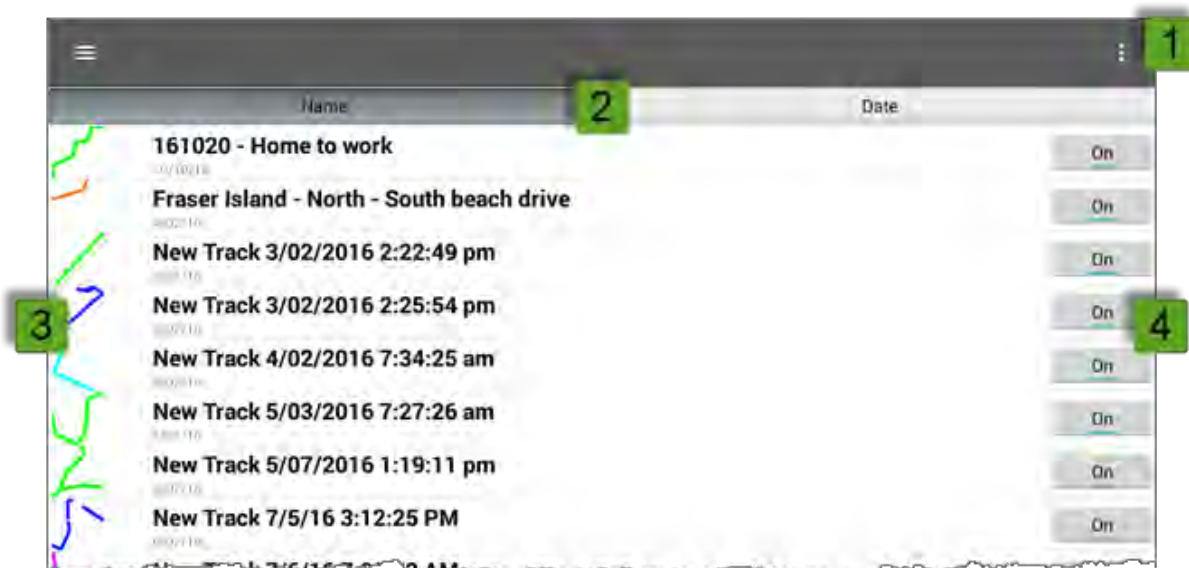 1
Name 2 Date
161020 - Home to work On
Fraser Island - North - South beach drive On
New Track 3/02/2016 2:22:49 pm On
3 New Track 3/02/2016 2:25:54 pm On 4
New Track 4/02/2016 7:34:25 am On
New Track 5/03/2016 7:27:26 am On
New Track 5/07/2016 1:19:11 pm On
New Track 7/5/16 3:12:25 PM On